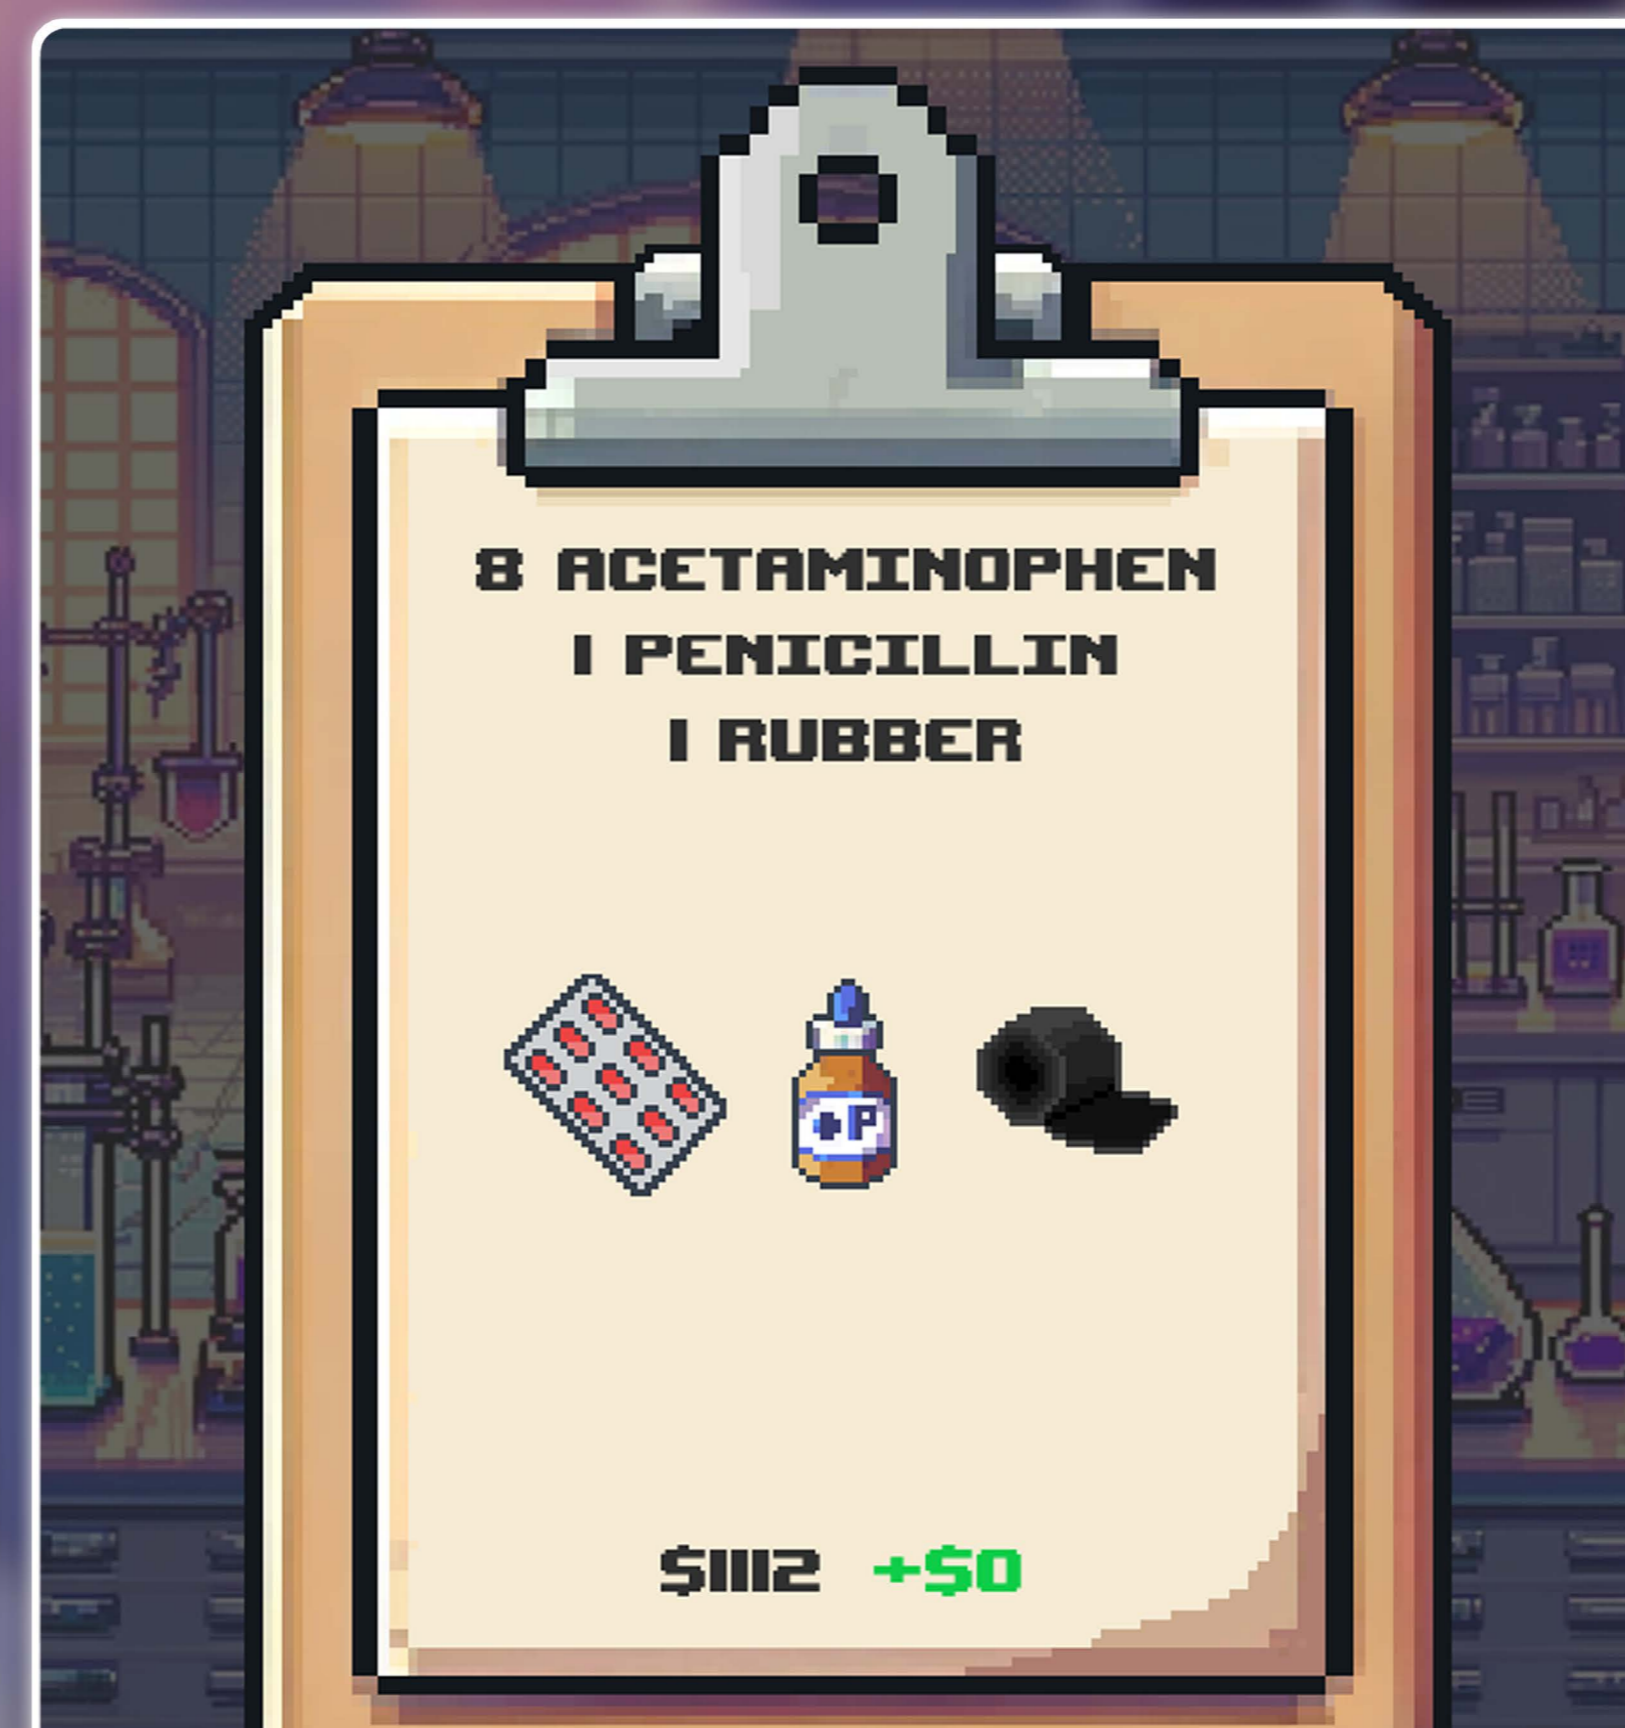 8 ACETAMINOPHEN
1 PENICILLIN
1 RUBBER
P
$1112 +$0